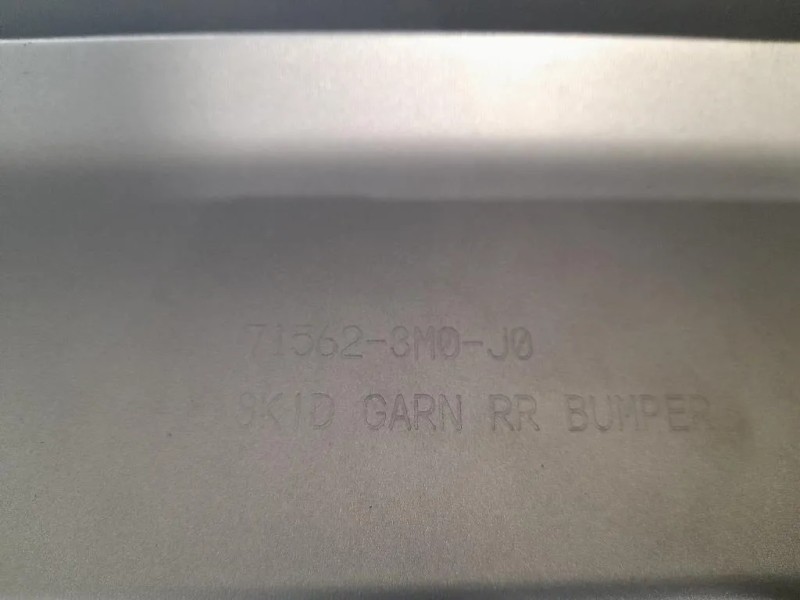 71562-3M0-J0
SKID GARN RR BUMPER